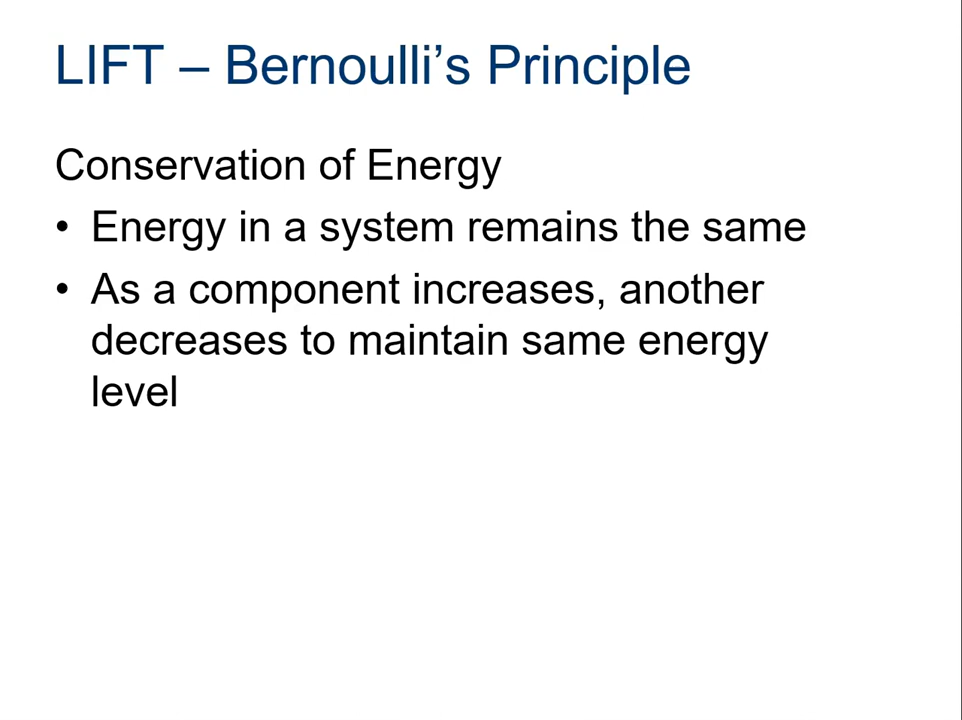 LIFT – Bernoulli’s Principle
Conservation of Energy
• Energy in a system remains the same
• As a component increases, another
decreases to maintain same energy
level